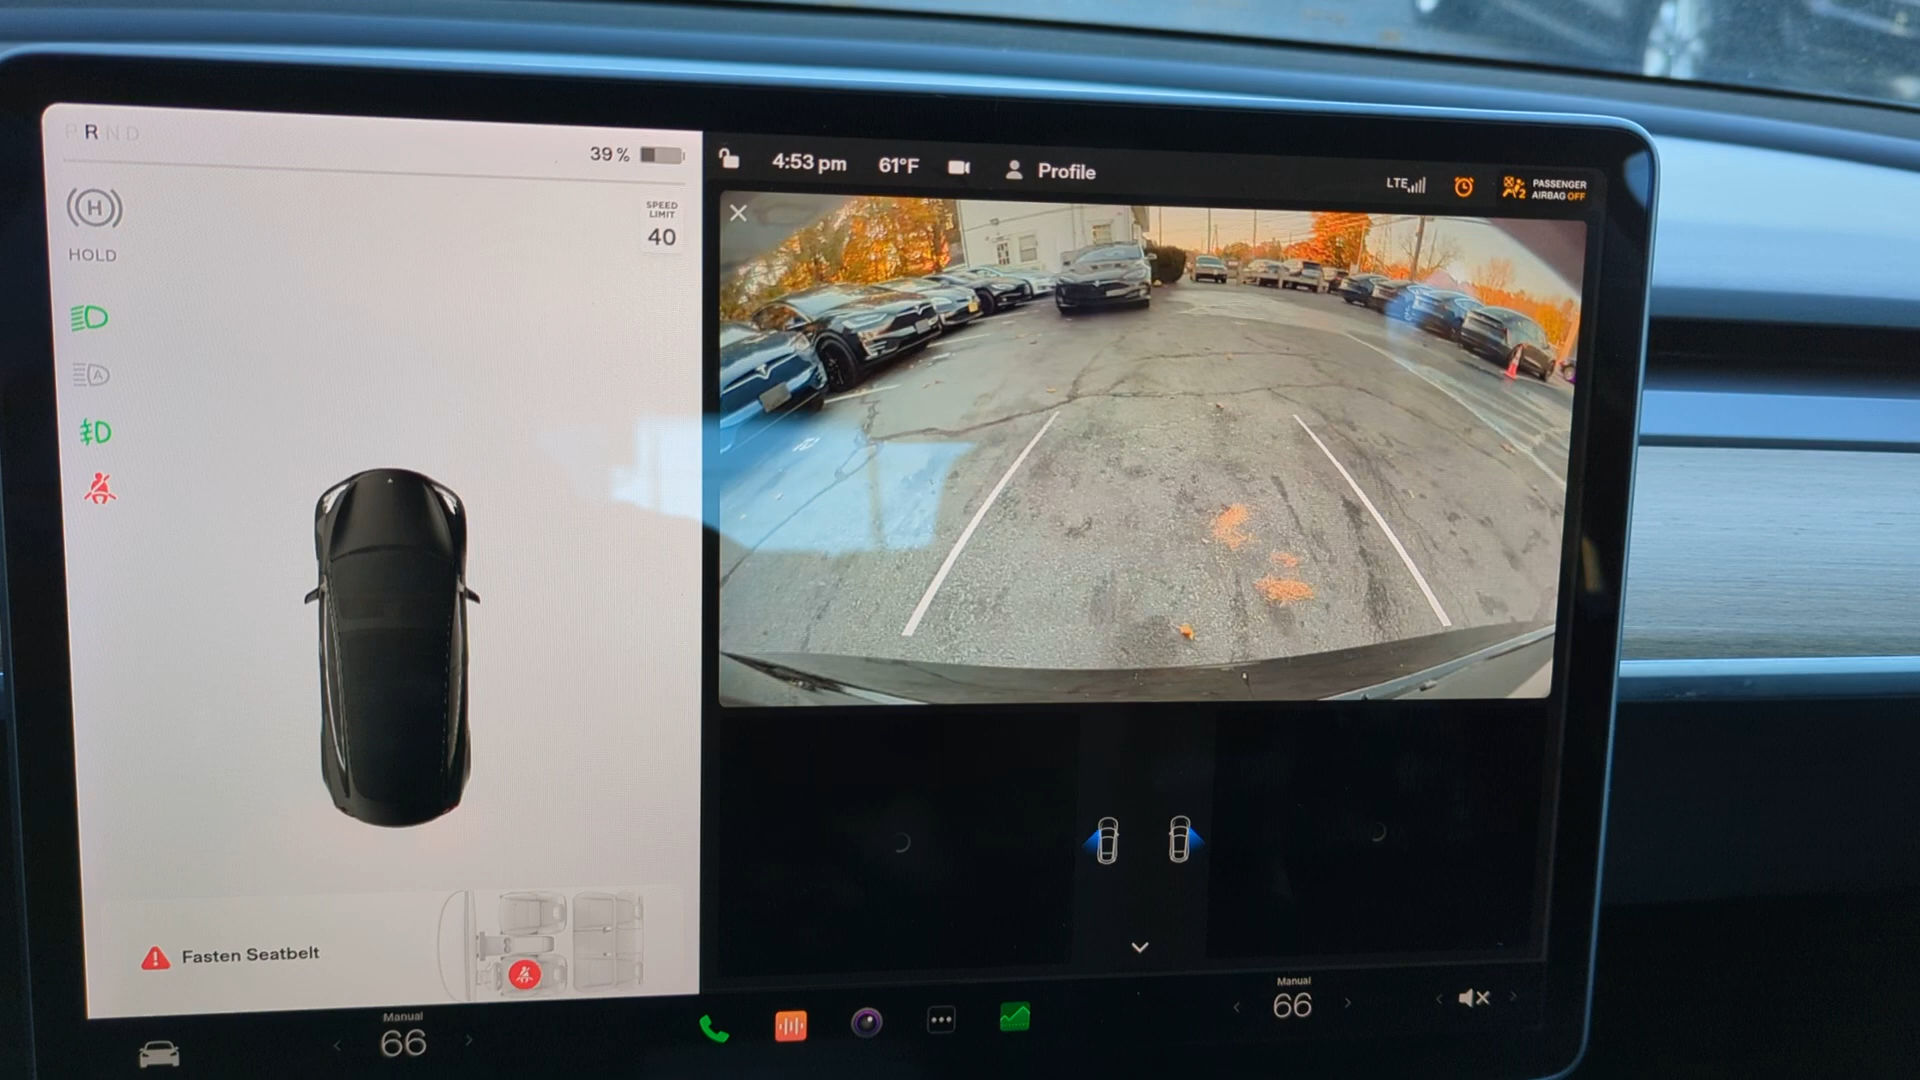 P R N D
39 %
HOLD
SPEED
LIMIT
40
A
Fasten Seatbelt
4:53 pm
61°F
Profile
LTE
2
PASSENGER
AIRBAG OFF
Manual
66
Manual
66